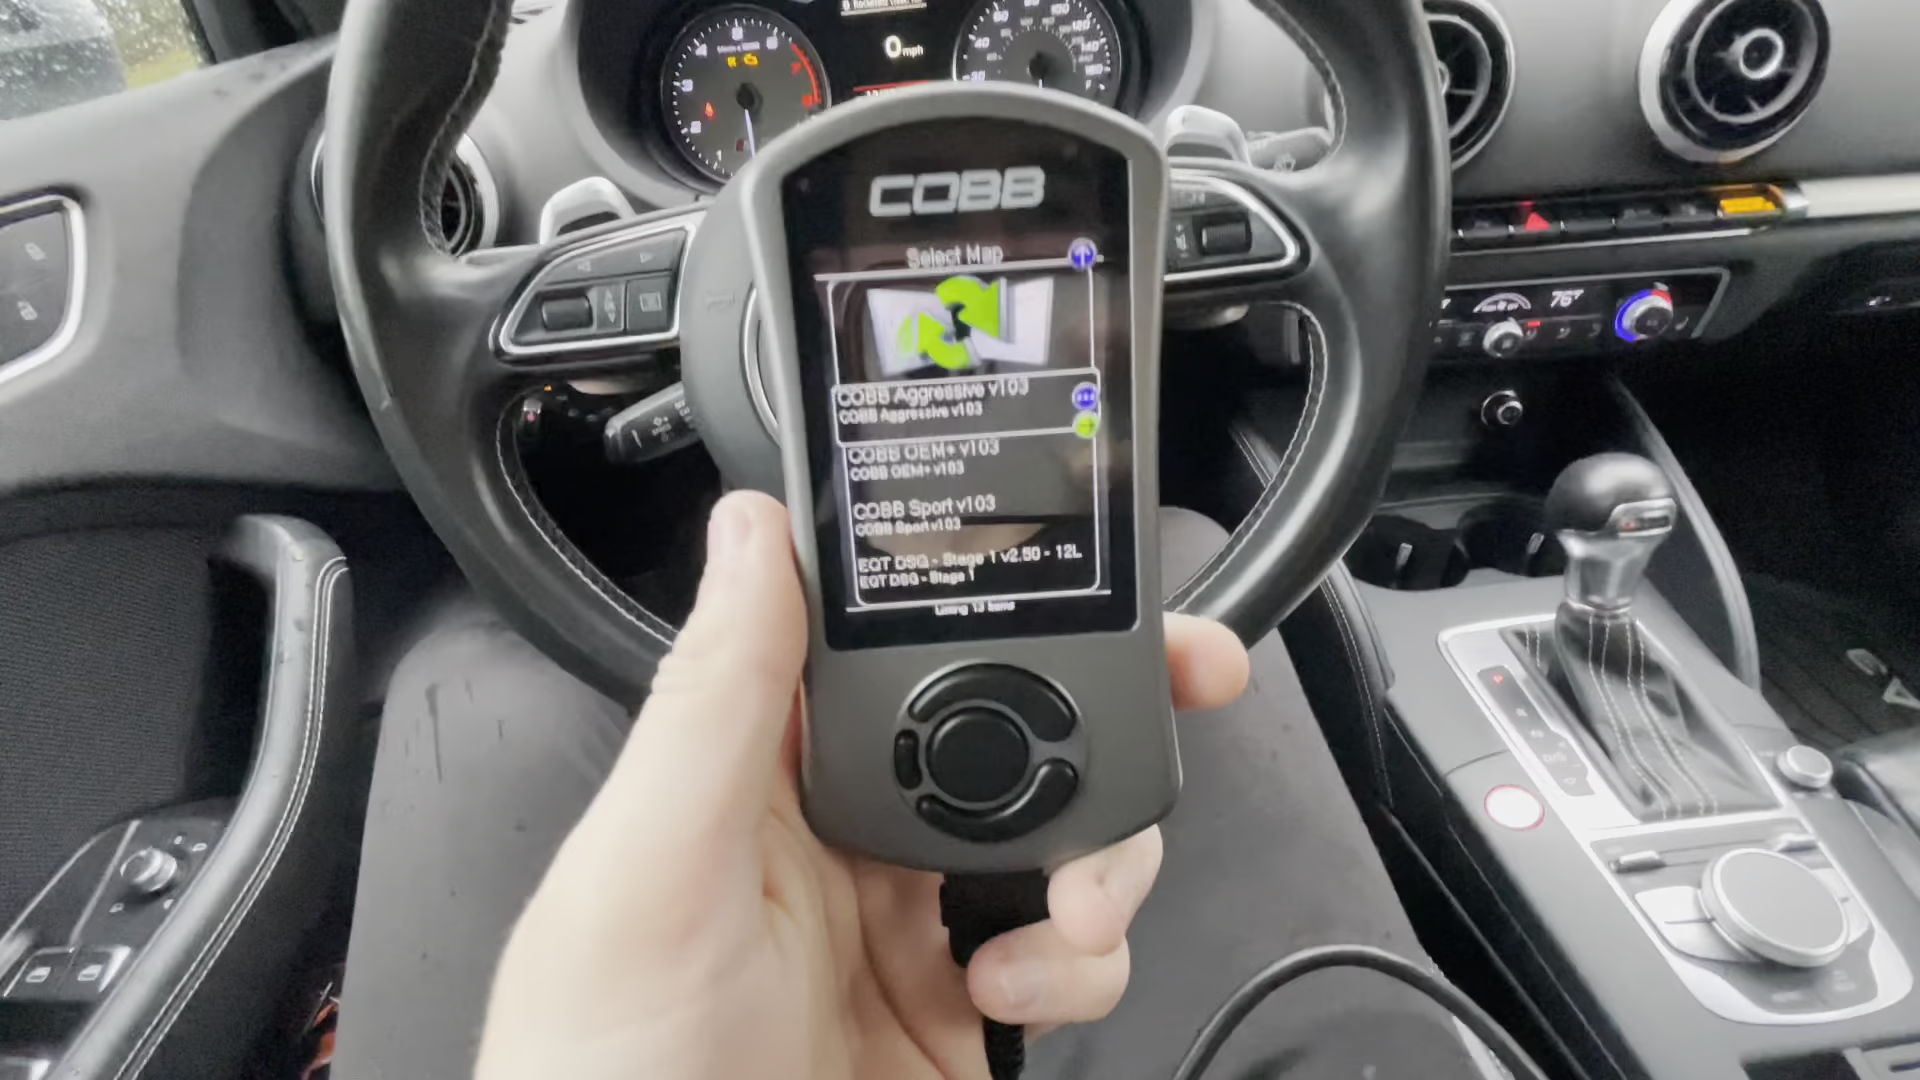 0 mph
COBB
Select Map
COBB Aggressive v103
COBB Aggressive v103
COBB OEM+ v103
COBB OEM+ v103
COBB Sport v103
COBB Sport v103
EQT DSG - Stage 1 v2.50 - 12L
EQT DSG - Stage 1
76°
P